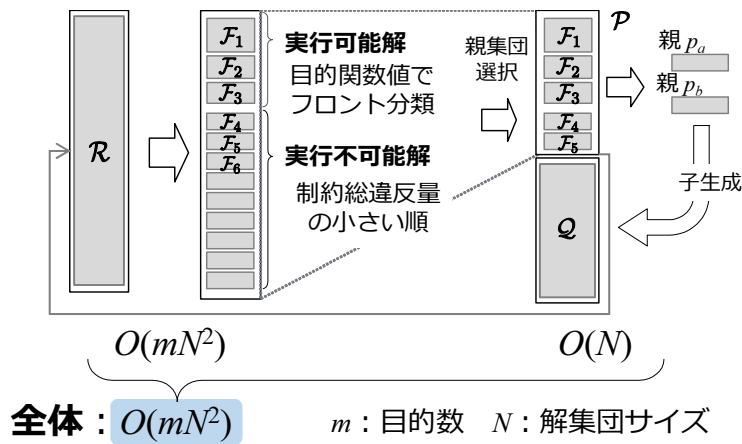 ℛ
ℱ₁
ℱ₂
ℱ₃
ℱ₄
ℱ₅
ℱ₆
実行可能解
目的関数値で
フロント分類
実行不可能解
制約総違反量
の小さい順
親集団
選択
𝒫
ℱ₁
ℱ₂
ℱ₃
ℱ₄
ℱ₅
𝒬
親 pₐ
親 p_b
子生成
O(mN²)
O(N)
全体：O(mN²)
m：目的数 N：解集団サイズ